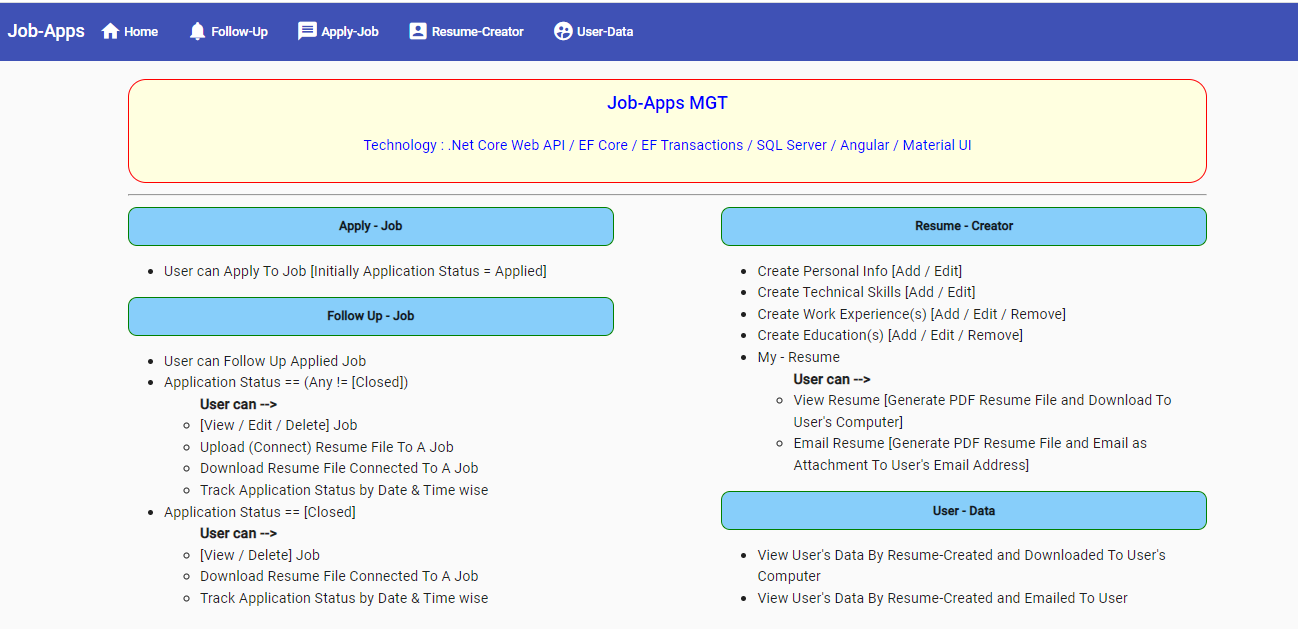 Job-Apps Home Follow-Up Apply-Job Resume-Creator User-Data
Job-Apps MGT
Technology : .Net Core Web API / EF Core / EF Transactions / SQL Server / Angular / Material UI
Apply - Job
User can Apply To Job [Initially Application Status = Applied]
Follow Up - Job
User can Follow Up Applied Job
Application Status == (Any != [Closed])
User can -->
[View / Edit / Delete] Job
Upload (Connect) Resume File To A Job
Download Resume File Connected To A Job
Track Application Status by Date & Time wise
Application Status == [Closed]
User can -->
[View / Delete] Job
Download Resume File Connected To A Job
Track Application Status by Date & Time wise
Resume - Creator
Create Personal Info [Add / Edit]
Create Technical Skills [Add / Edit]
Create Work Experience(s) [Add / Edit / Remove]
Create Education(s) [Add / Edit / Remove]
My - Resume
User can -->
View Resume [Generate PDF Resume File and Download To
User's Computer]
Email Resume [Generate PDF Resume File and Email as
Attachment To User's Email Address]
User - Data
View User's Data By Resume-Created and Downloaded To User's
Computer
View User's Data By Resume-Created and Emailed To User